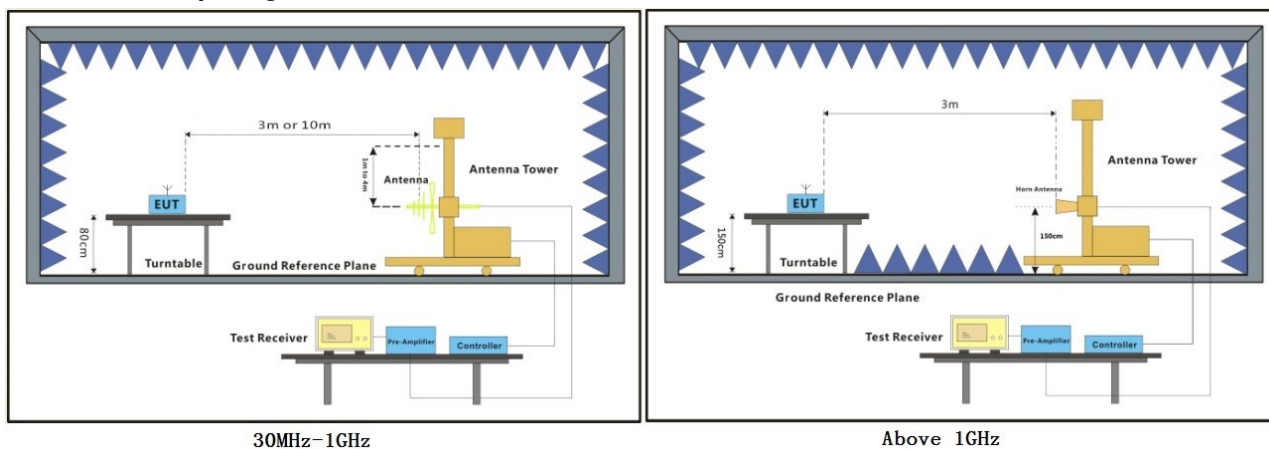 3m or 10m
1m to 4m
Antenna
Antenna Tower
EUT
80cm
Turntable
Ground Reference Plane
Test Receiver
Pre-Amplifier
Controller
30MHz-1GHz
3m
Antenna Tower
Horn Antenna
EUT
150cm
150cm
Turntable
Ground Reference Plane
Test Receiver
Pre-Amplifier
Controller
Above 1GHz